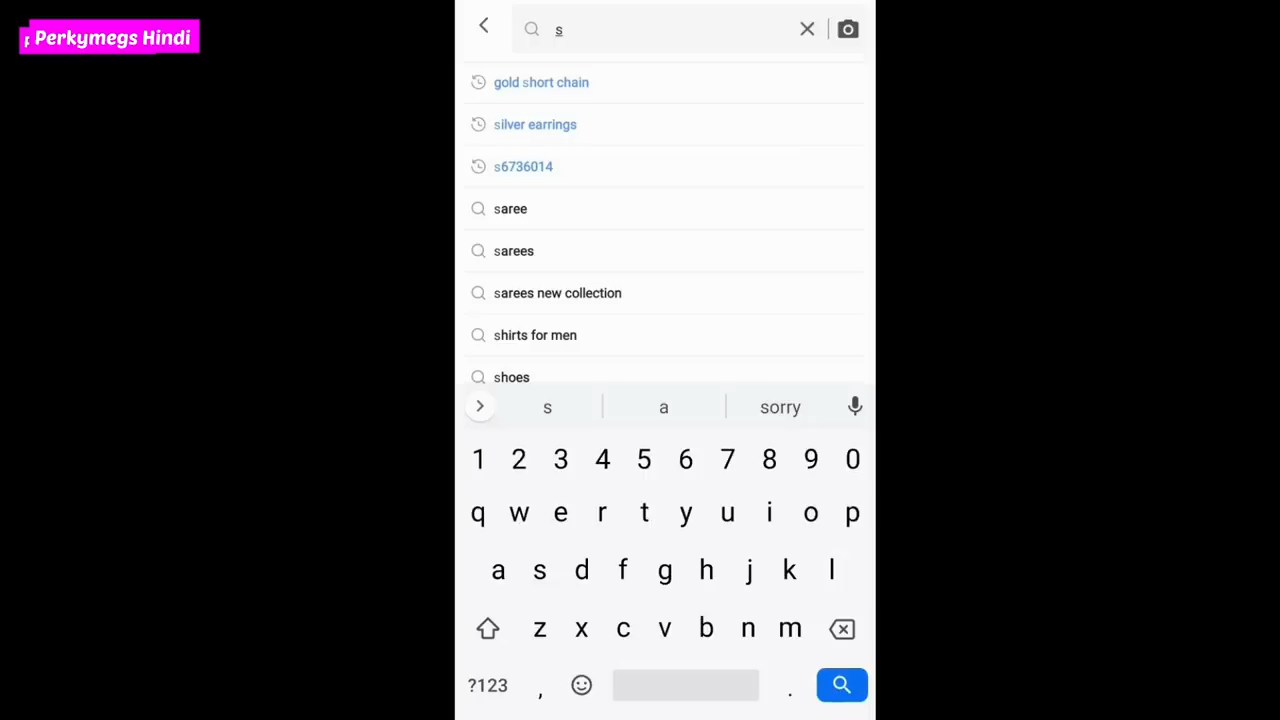 Perkymegs Hindi
s
gold short chain
silver earrings
s6736014
saree
sarees
sarees new collection
shirts for men
shoes
s a sorry
1 2 3 4 5 6 7 8 9 0
q w e r t y u i o p
a s d f g h j k l
z x c v b n m
?123 , .